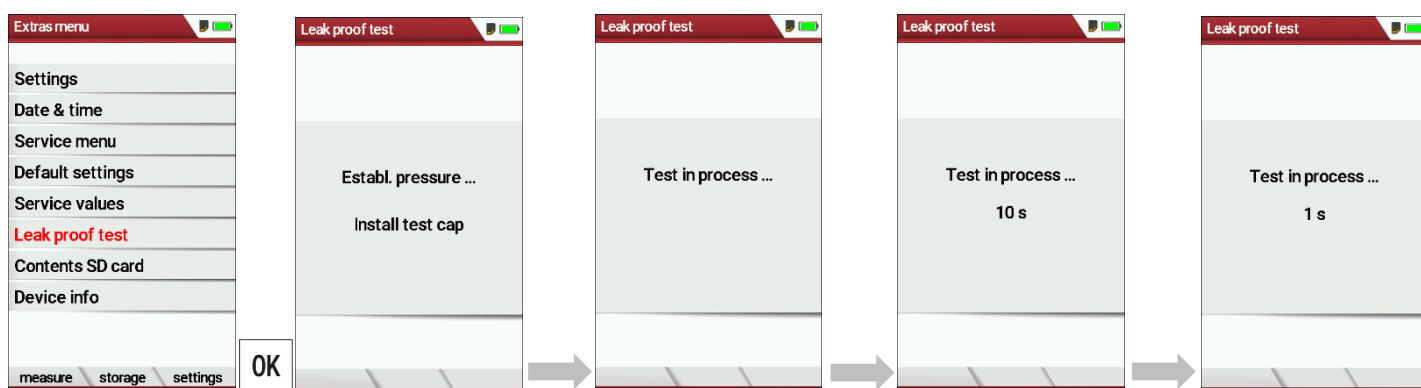 Extras menu
Settings
Date & time
Service menu
Default settings
Service values
Leak proof test
Contents SD card
Device info
measure storage settings
OK
Leak proof test
Establ. pressure ...
Install test cap
Leak proof test
Test in process ...
Leak proof test
Test in process ...
10 s
Leak proof test
Test in process ...
1 s